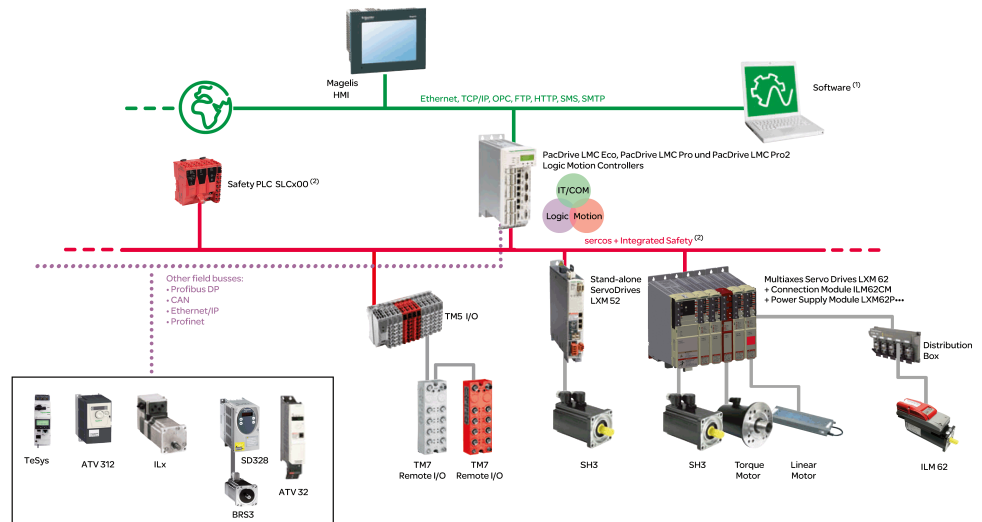 Magelis
HMI
Ethernet, TCP/IP, OPC, FTP, HTTP, SMS, SMTP
Software (1)
Safety PLC SLCx00 (2)
PacDrive LMC Eco, PacDrive LMC Pro und PacDrive LMC Pro2
Logic Motion Controllers
IT/COM
Logic
Motion
sercos + Integrated Safety (2)
Other field busses:
• Profibus DP
• CAN
• Ethernet/IP
• Profinet
TM5 I/O
Stand-alone
ServoDrives
LXM 52
Multiaxes Servo Drives LXM 62
+ Connection Module ILM62CM
+ Power Supply Module LXM62P•••
Distribution
Box
TeSys
ATV 312
ILx
SD328
BRS3
ATV 32
TM7
Remote I/O
TM7
Remote I/O
SH3
SH3
Torque
Motor
Linear
Motor
ILM 62